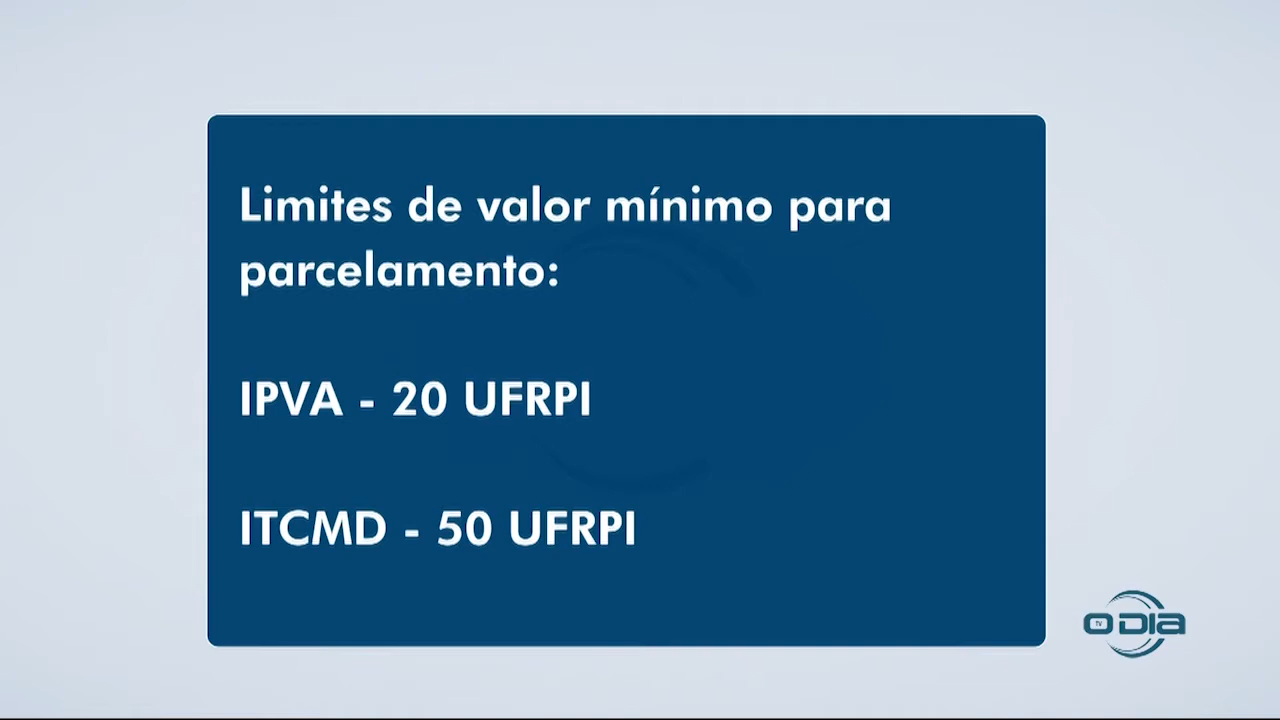 Limites de valor mínimo para
parcelamento:
IPVA - 20 UFRPI
ITCMD - 50 UFRPI
TV O DIA